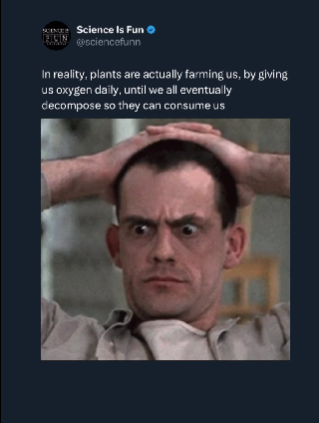 Science Is Fun
@sciencefunn
In reality, plants are actually farming us, by giving
us oxygen daily, until we all eventually
decompose so they can consume us